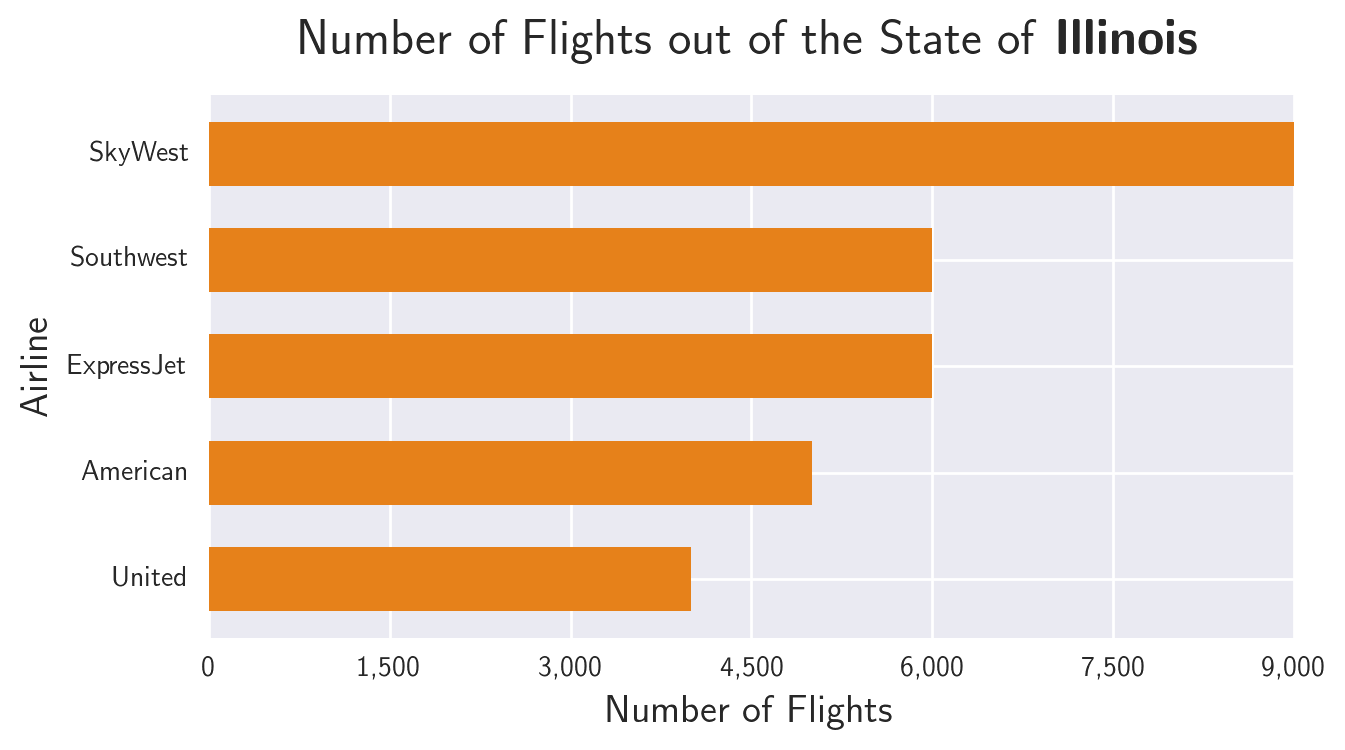 Number of Flights out of the State of Illinois
SkyWest
Southwest
ExpressJet
American
United
Airline
0 1,500 3,000 4,500 6,000 7,500 9,000
Number of Flights